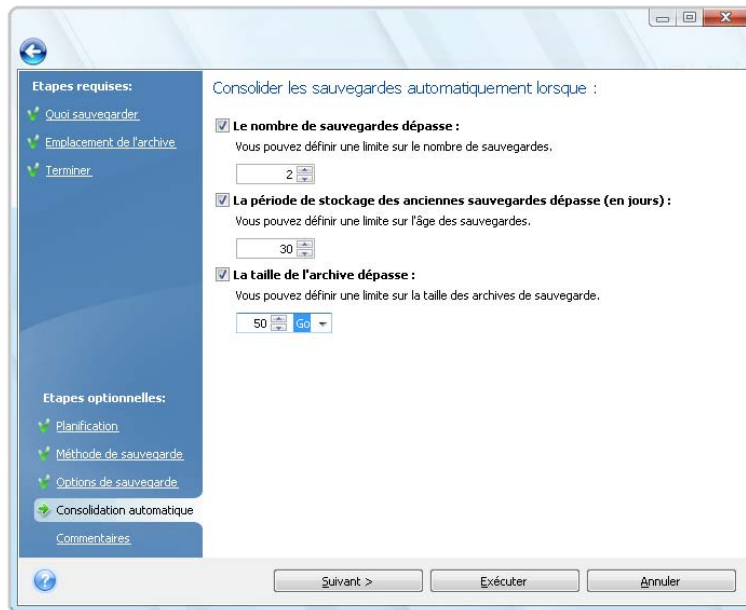 Etapes requises:
Quoi sauvegarder
Emplacement de l'archive
Terminer
Etapes optionnelles:
Planification
Méthode de sauvegarde
Options de sauvegarde
Consolidation automatique
Commentaires
Consolider les sauvegardes automatiquement lorsque :
Le nombre de sauvegardes dépasse :
Vous pouvez définir une limite sur le nombre de sauvegardes.
2
La période de stockage des anciennes sauvegardes dépasse (en jours) :
Vous pouvez définir une limite sur l'âge des sauvegardes.
30
La taille de l'archive dépasse :
Vous pouvez définir une limite sur la taille des archives de sauvegarde.
50 Go
Suivant > Exécuter Annuler